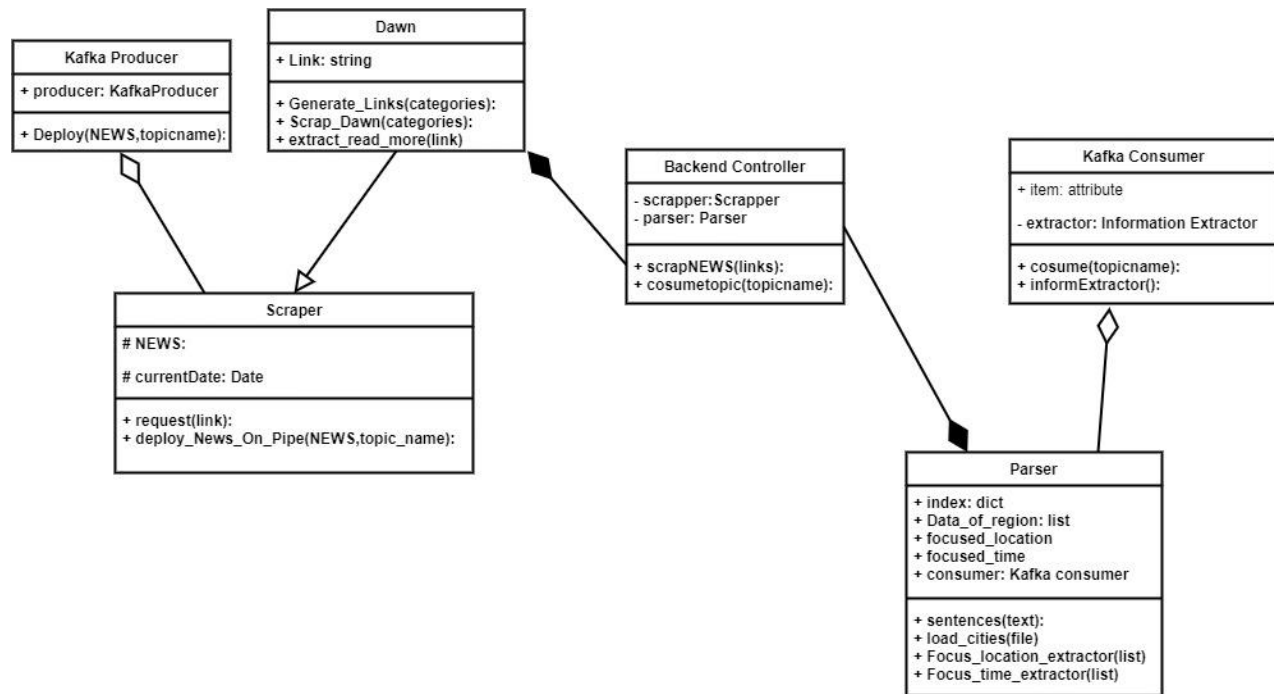 Kafka Producer
+ producer: KafkaProducer
+ Deploy(NEWS,topicname):
Dawn
+ Link: string
+ Generate_Links(categories):
+ Scrap_Dawn(categories):
+ extract_read_more(link)
Backend Controller
- scrapper:Scrapper
- parser: Parser
+ scrapNEWS(links):
+ cosumetopic(topicname):
Kafka Consumer
+ item: attribute
- extractor: Information Extractor
+ cosume(topicname):
+ informExtractor():
Scraper
# NEWS:
# currentDate: Date
+ request(link):
+ deploy_News_On_Pipe(NEWS,topic_name):
Parser
+ index: dict
+ Data_of_region: list
+ focused_location
+ focused_time
+ consumer: Kafka consumer
+ sentences(text):
+ load_cities(file)
+ Focus_location_extractor(list)
+ Focus_time_extractor(list)